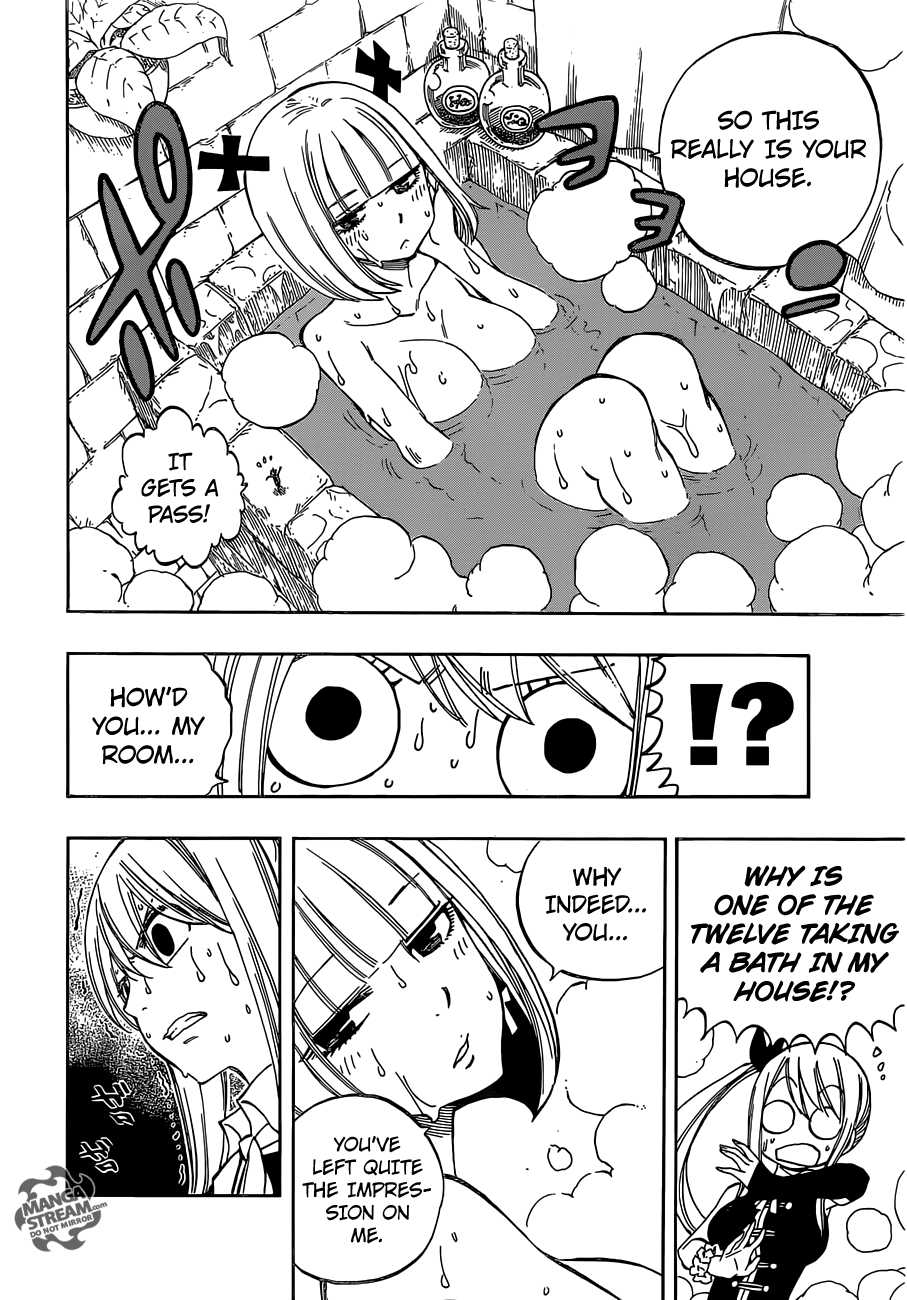 SO THIS
REALLY IS YOUR
HOUSE.
IT
GETS A
PASS!
HOW'D
YOU... MY
ROOM...
!?
WHY
INDEED...
YOU...
YOU'VE
LEFT QUITE
THE IMPRES-
SION ON
ME.
WHY IS
ONE OF THE
TWELVE TAKING
A BATH IN MY
HOUSE!?
MANGA
STREAM.com
DO NOT MIRROR